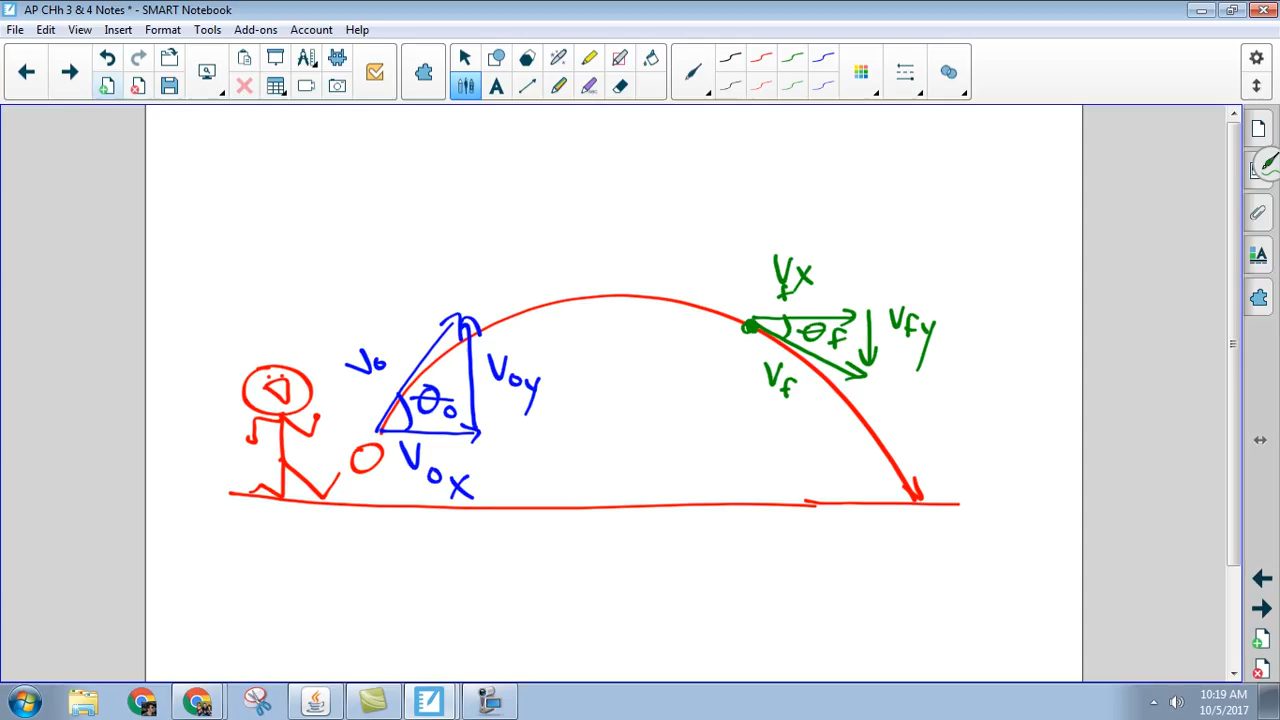 AP CHh 3 & 4 Notes * - SMART Notebook
File Edit View Insert Format Tools Add-ons Account Help
Vfx
Vo
θo
Voy
Vox
θf
Vfy
Vf
10:19 AM
10/5/2017